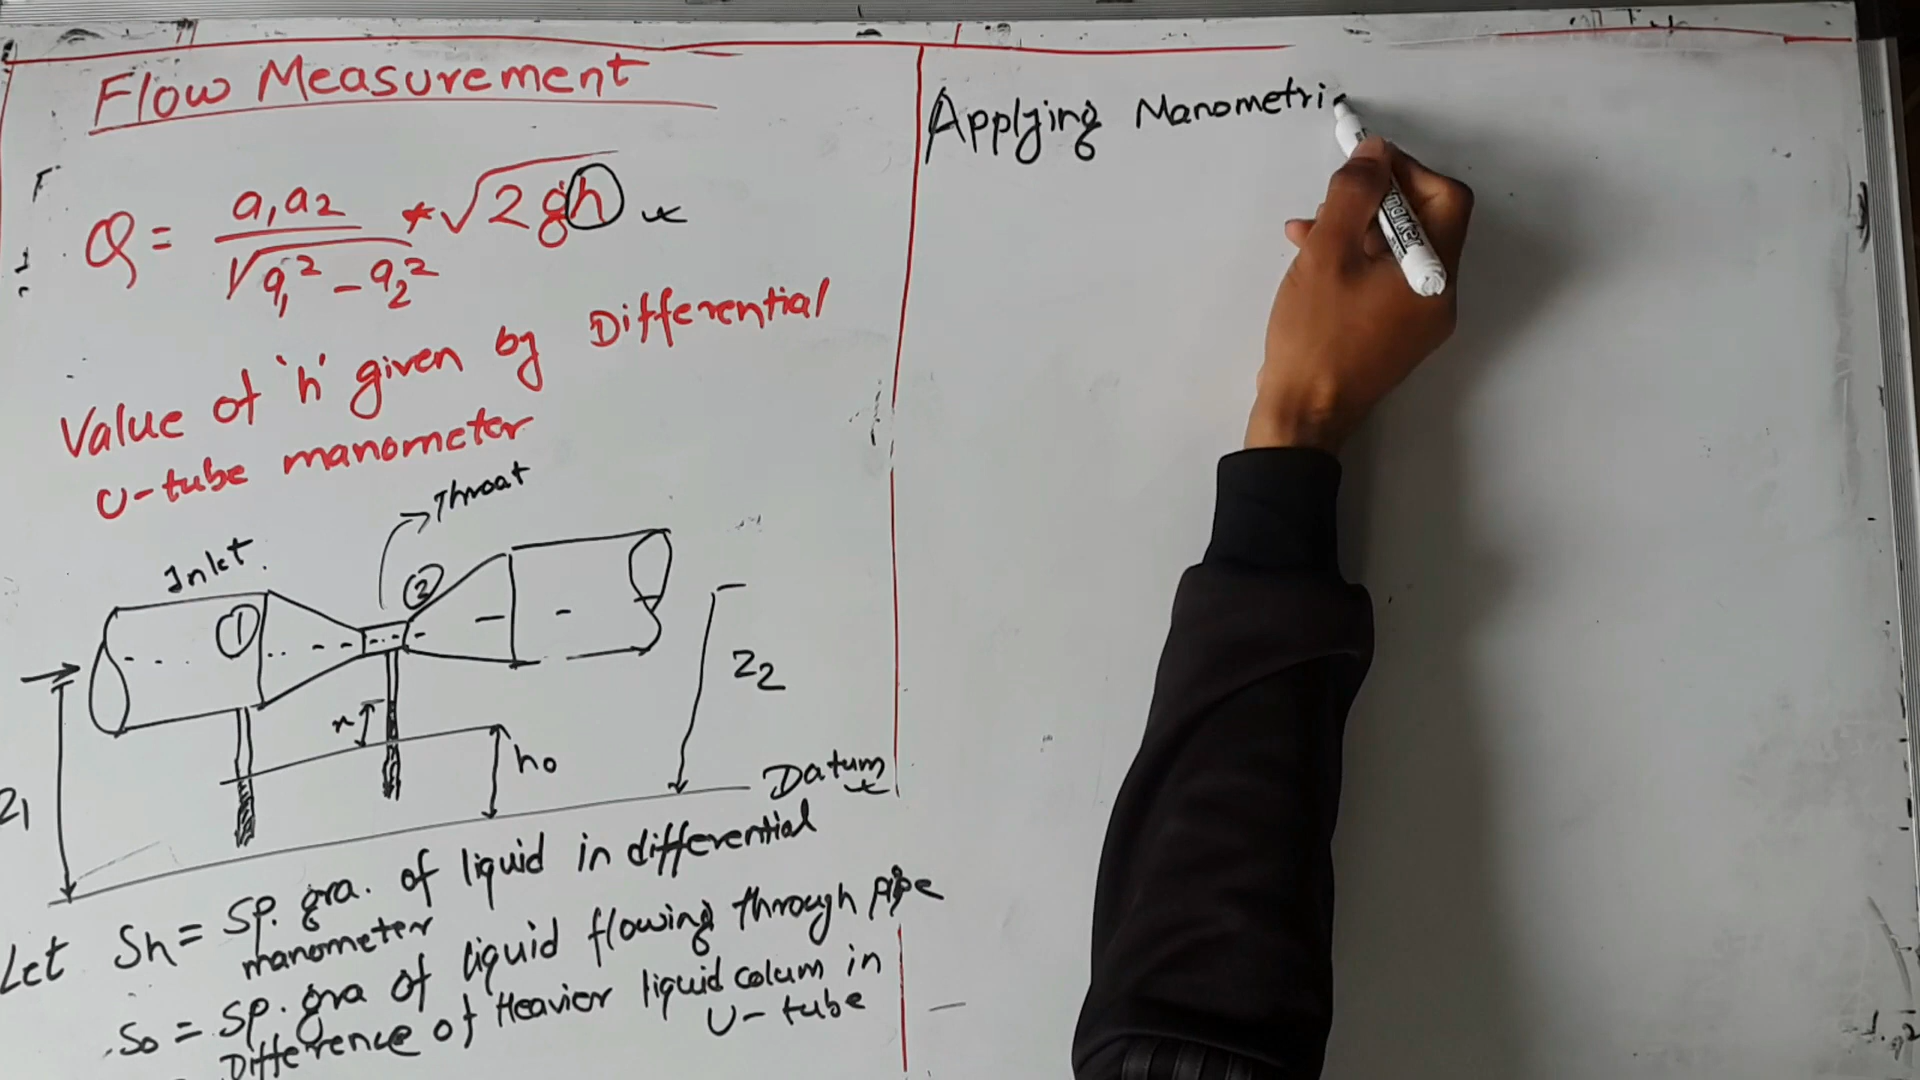 Flow Measurement
Q = a₁a₂ / √a₁² - a₂² * √2gh
Value of 'h' given by Differential
U-tube manometer
Throat
Inlet
① ②
x
h₀
Z₁
Z₂
Datum
Let Sh = SP. gra. of liquid in differential
manometer
So = SP. gra of liquid flowing through pipe
Difference of Heavier liquid colum in
U-tube
Applying Manometri
marker